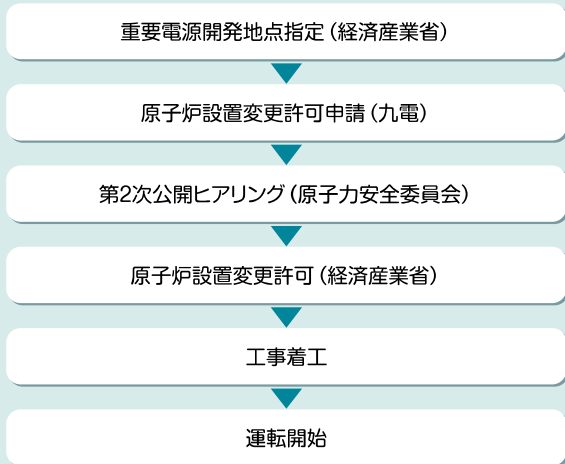 重要電源開発地点指定（経済産業省）
原子炉設置変更許可申請（九電）
第2次公開ヒアリング（原子力安全委員会）
原子炉設置変更許可（経済産業省）
工事着工
運転開始